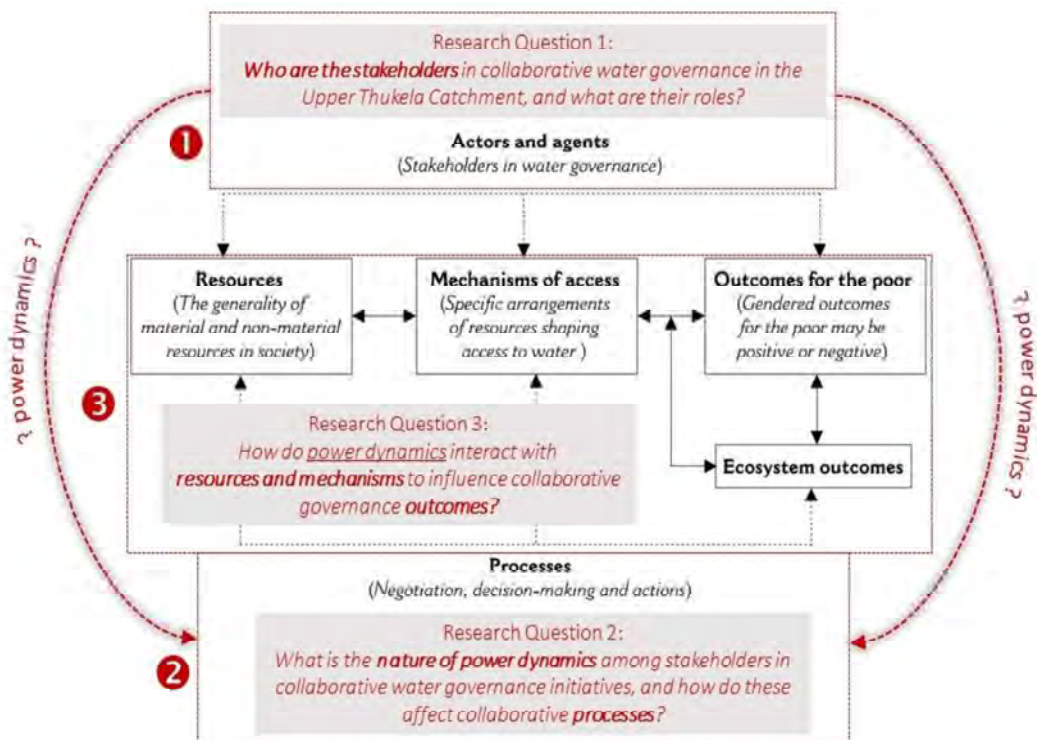 Research Question 1:
Who are the stakeholders in collaborative water governance in the
Upper Thukela Catchment, and what are their roles?
1
Actors and agents
(Stakeholders in water governance)
? power dynamics ?
? power dynamics ?
Resources
(The generality of
material and non-material
resources in society)
Mechanisms of access
(Specific arrangements
of resources shaping
access to water )
Outcomes for the poor
(Gendered outcomes
for the poor may be
positive or negative)
3
Research Question 3:
How do power dynamics interact with
resources and mechanisms to influence collaborative
governance outcomes?
Ecosystem outcomes
Processes
(Negotiation, decision-making and actions)
2
Research Question 2:
What is the nature of power dynamics among stakeholders in
collaborative water governance initiatives, and how do these
affect collaborative processes?